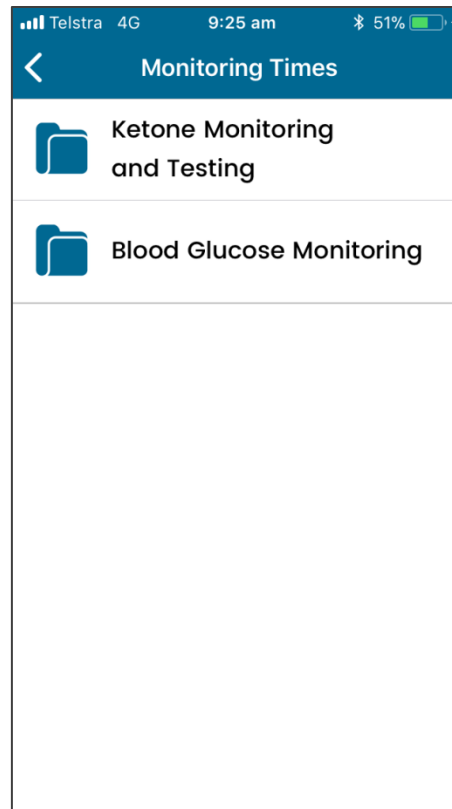 Telstra 4G 9:25 am 51%
Monitoring Times
Ketone Monitoring
and Testing
Blood Glucose Monitoring